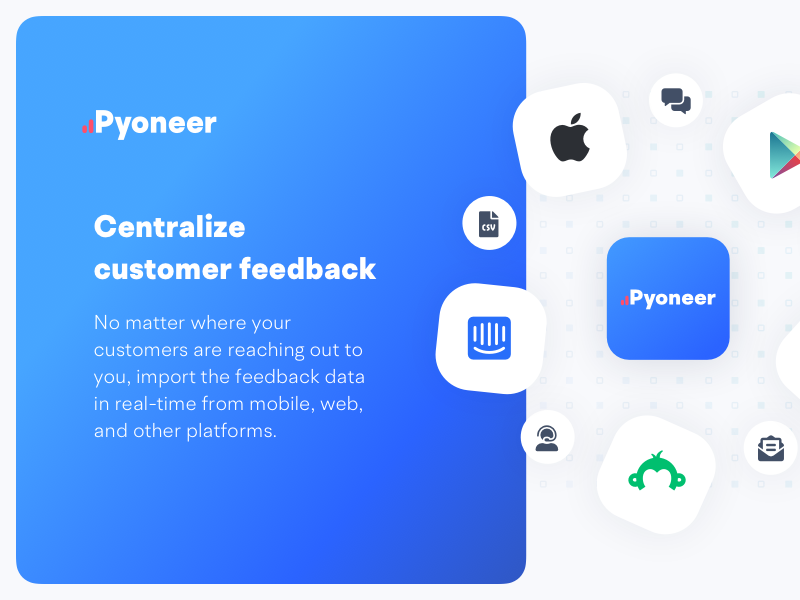 Pyoneer
Centralize
customer feedback
No matter where your
customers are reaching out to
you, import the feedback data
in real-time from mobile, web,
and other platforms.
CSV
Pyoneer